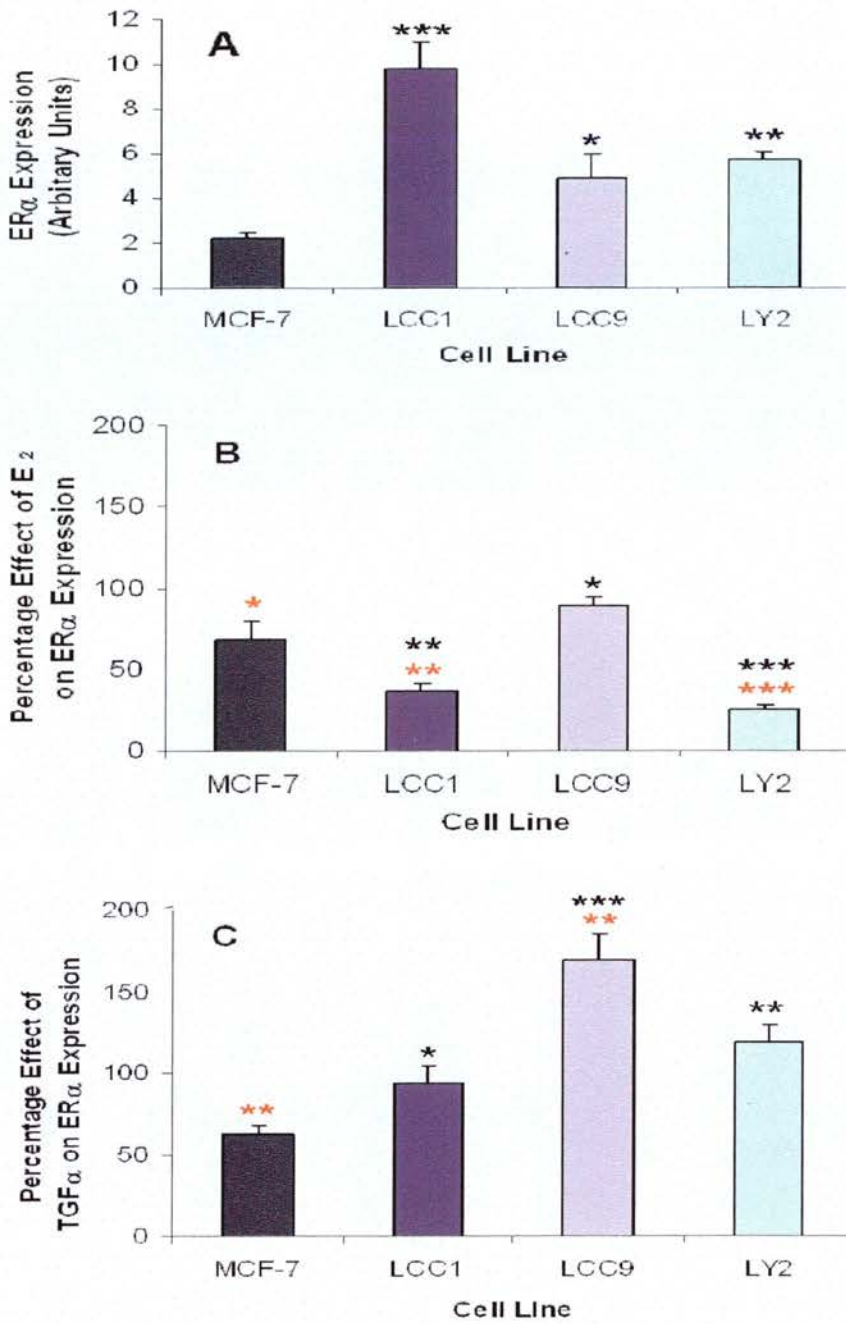 A
ERα Expression
(Arbitary Units)
12
10
8
6
4
2
0
***
*
**
MCF-7 LCC1 LCC9 LY2
Cell Line
B
Percentage Effect of E2
on ERα Expression
200
150
100
50
0
*
**
**
*
***
***
MCF-7 LCC1 LCC9 LY2
Cell Line
C
Percentage Effect of
TGFα on ERα Expression
200
150
100
50
0
**
*
***
**
**
MCF-7 LCC1 LCC9 LY2
Cell Line